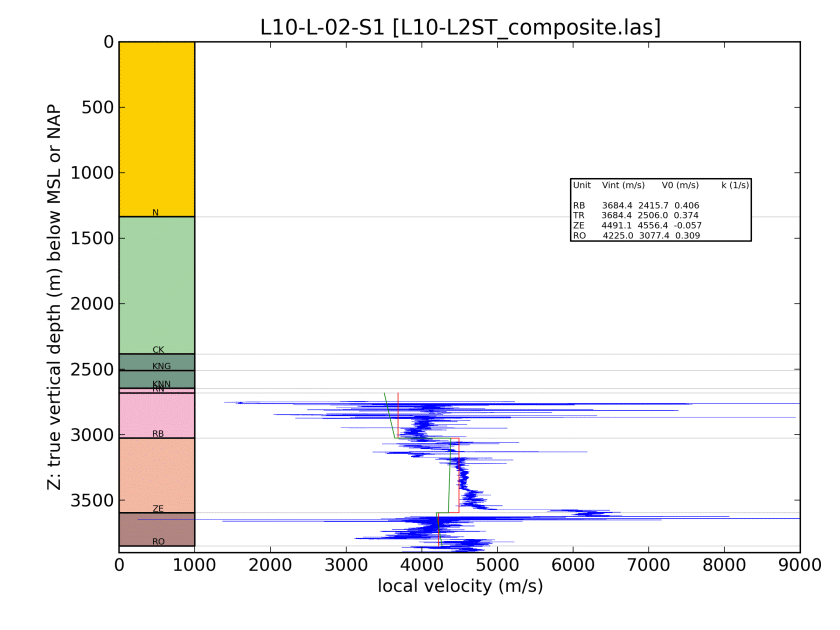 L10-L-02-S1 [L10-L2ST_composite.las]
Z: true vertical depth (m) below MSL or NAP
0
500
1000
1500
2000
2500
3000
3500
N
CK
KNG
KNN
RN
RB
ZE
RO
Unit Vint (m/s) V0 (m/s) k (1/s)
RB 3684.4 2415.7 0.406
TR 3684.4 2506.0 0.374
ZE 4491.1 4556.4 -0.057
RO 4225.0 3077.4 0.309
0 1000 2000 3000 4000 5000 6000 7000 8000 9000
local velocity (m/s)